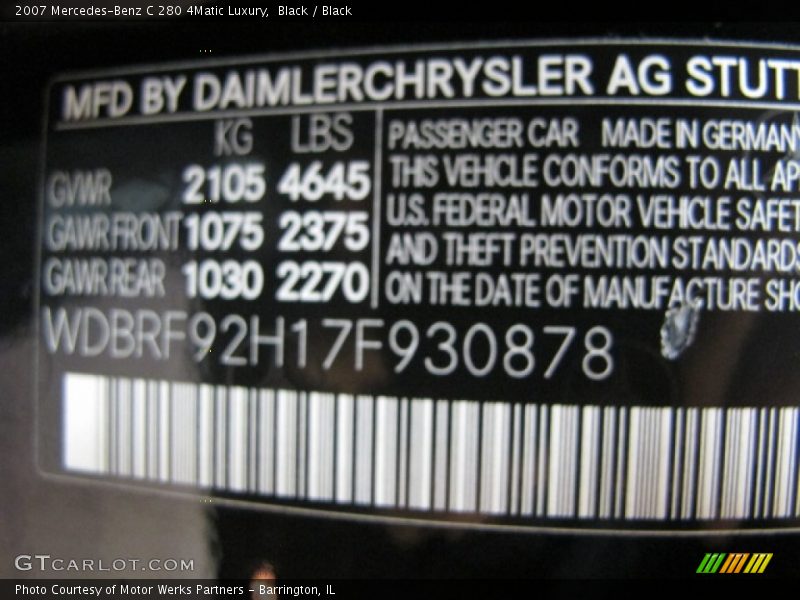 2007 Mercedes-Benz C 280 4Matic Luxury,  Black / Black
MFD BY DAIMLERCHRYSLER AG STUTT
KG LBS
GVWR 2105 4645
GAWR FRONT 1075 2375
GAWR REAR 1030 2270
PASSENGER CAR MADE IN GERMANY
THIS VEHICLE CONFORMS TO ALL AP
U.S. FEDERAL MOTOR VEHICLE SAFET
AND THEFT PREVENTION STANDARDS
ON THE DATE OF MANUFACTURE SHO
WDBRF92H17F930878
GTCARLOT.COM
Photo Courtesy of Motor Werks Partners - Barrington, IL